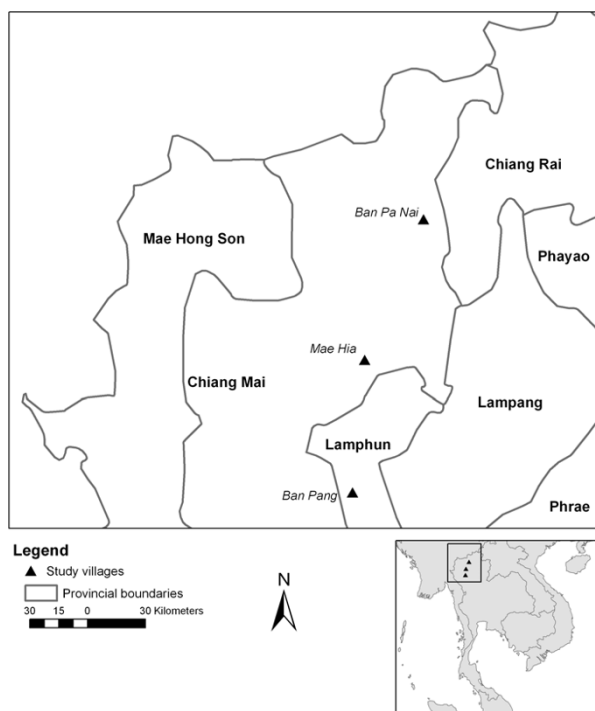 Chiang Rai
Ban Pa Nai
Mae Hong Son
Phayao
Mae Hia
Chiang Mai
Lampang
Lamphun
Ban Pang
Phrae
Legend
Study villages
Provincial boundaries
30 15 0 30 Kilometers
N